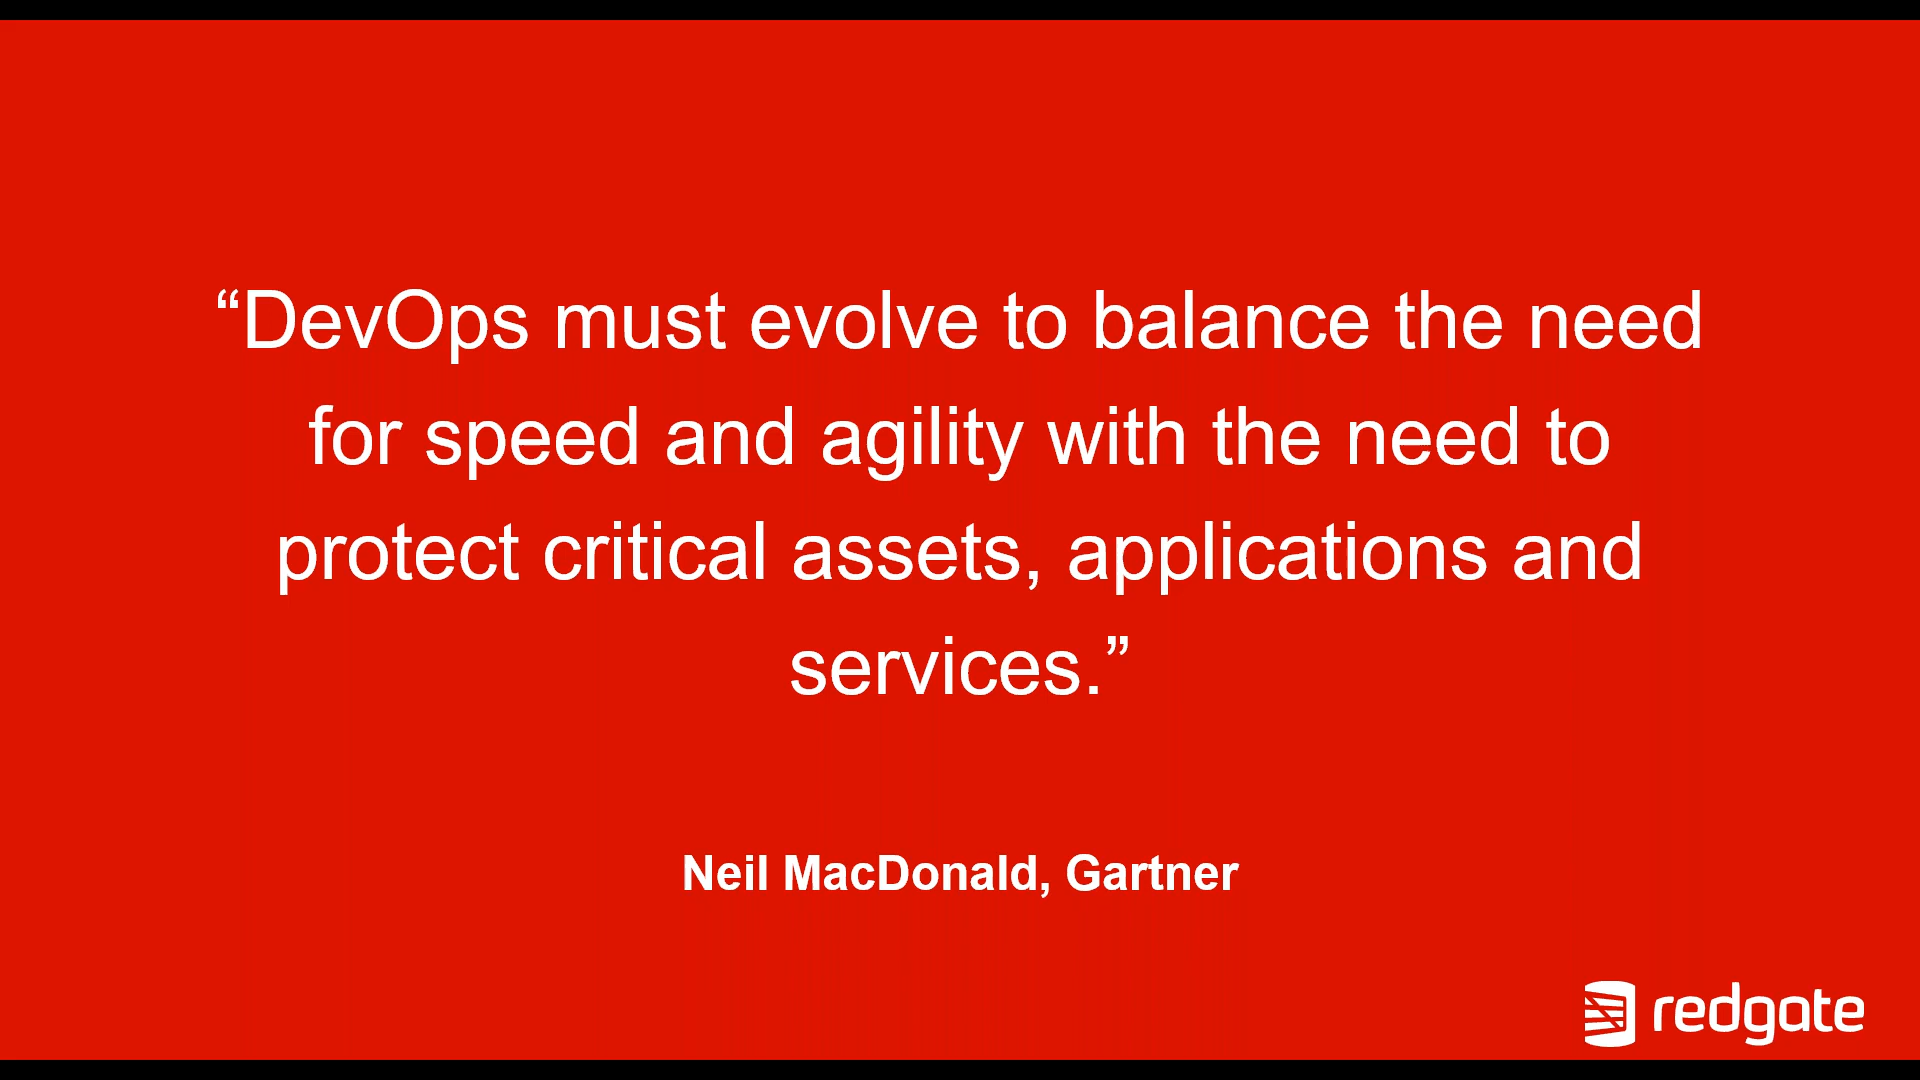 “DevOps must evolve to balance the need
for speed and agility with the need to
protect critical assets, applications and
services.”
Neil MacDonald, Gartner
redgate